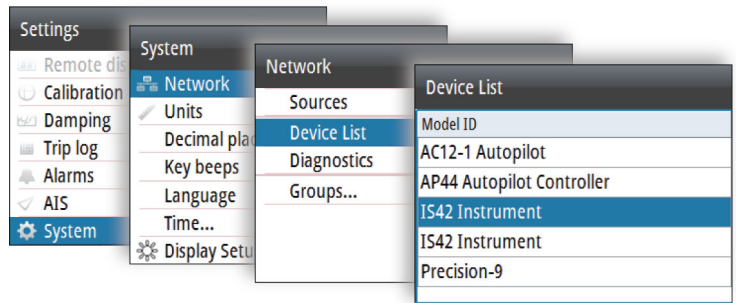 Settings
Remote dis
Calibration
Damping
Trip log
Alarms
AIS
System
System
Network
Units
Decimal plac
Key beeps
Language
Time...
Display Setu
Network
Sources
Device List
Diagnostics
Groups...
Device List
Model ID
AC12-1 Autopilot
AP44 Autopilot Controller
IS42 Instrument
IS42 Instrument
Precision-9